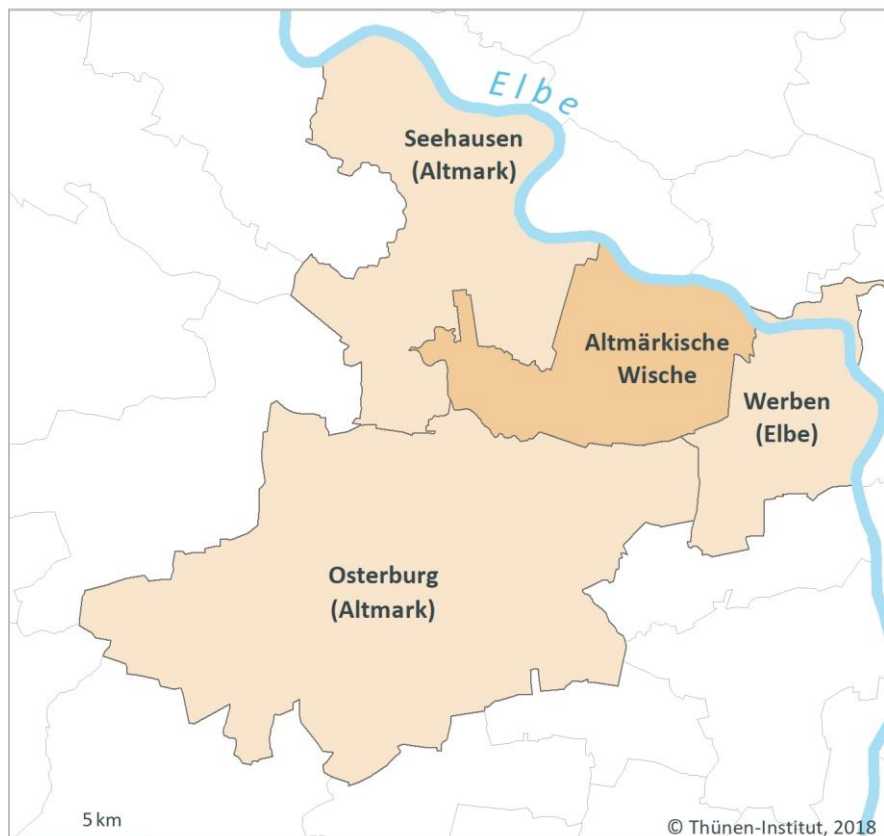 Elbe
Seehausen
(Altmark)
Altmärkische
Wische
Werben
(Elbe)
Osterburg
(Altmark)
5 km
© Thünen-Institut, 2018